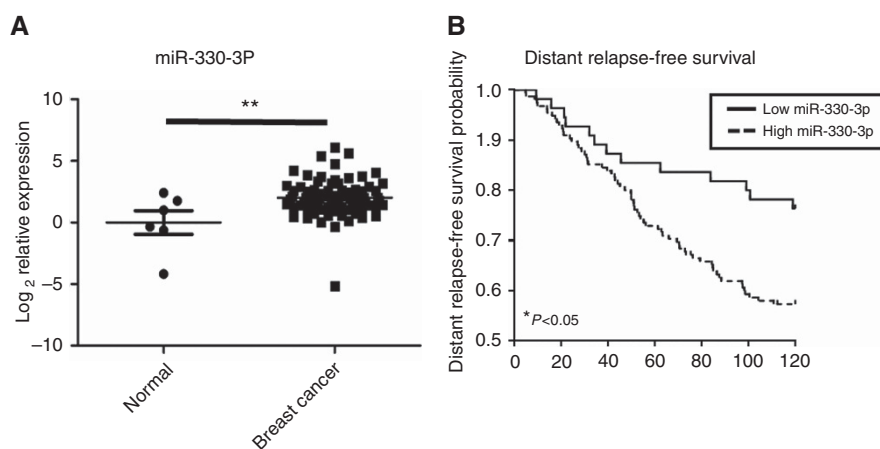 A
miR-330-3P
**
10
5
0
−5
−10
Log2 relative expression
Normal
Breast cancer
B
Distant relapse-free survival
1.0
1.9
0.8
0.7
0.6
0.5
Distant relapse-free survival probability
Low miR-330-3p
High miR-330-3p
*P<0.05
0 20 40 60 80 100 120